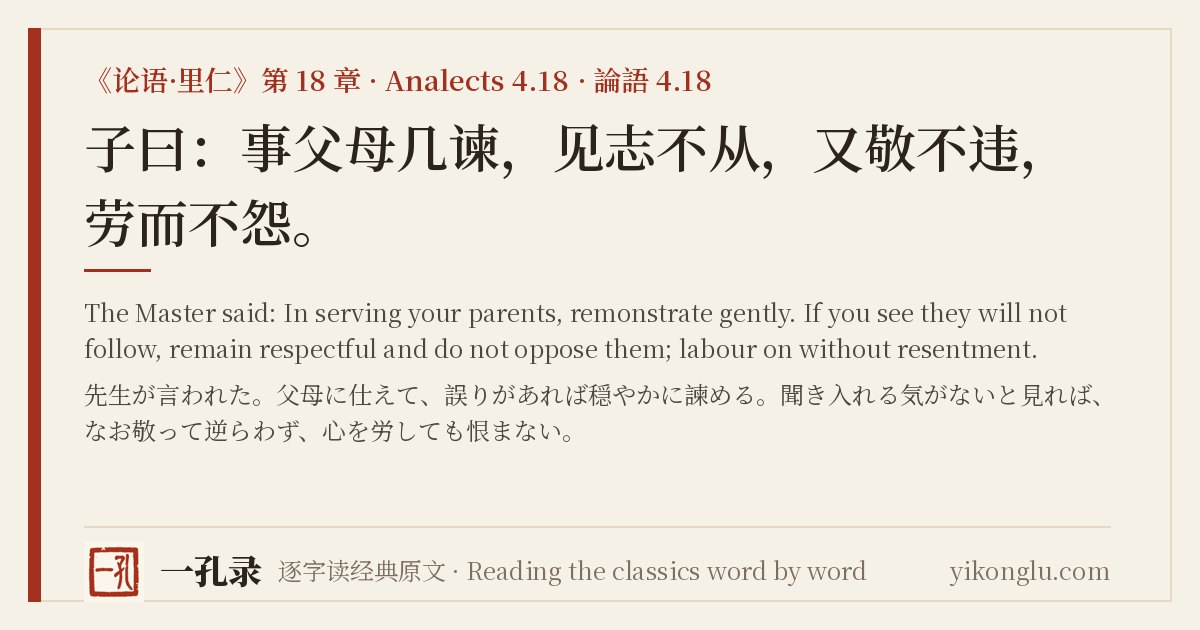 《论语·里仁》第 18 章 · Analects 4.18 · 論語 4.18
子曰：事父母几谏，见志不从，又敬不违，
劳而不怨。
The Master said: In serving your parents, remonstrate gently. If you see they will not
follow, remain respectful and do not oppose them; labour on without resentment.
先生が言われた。父母に仕えて、誤りがあれば穏やかに諫める。聞き入れる気がないと見れば、
なお敬って逆らわず、心を労しても恨まない。
一孔
一孔录 逐字读经典原文 · Reading the classics word by word yikonglu.com